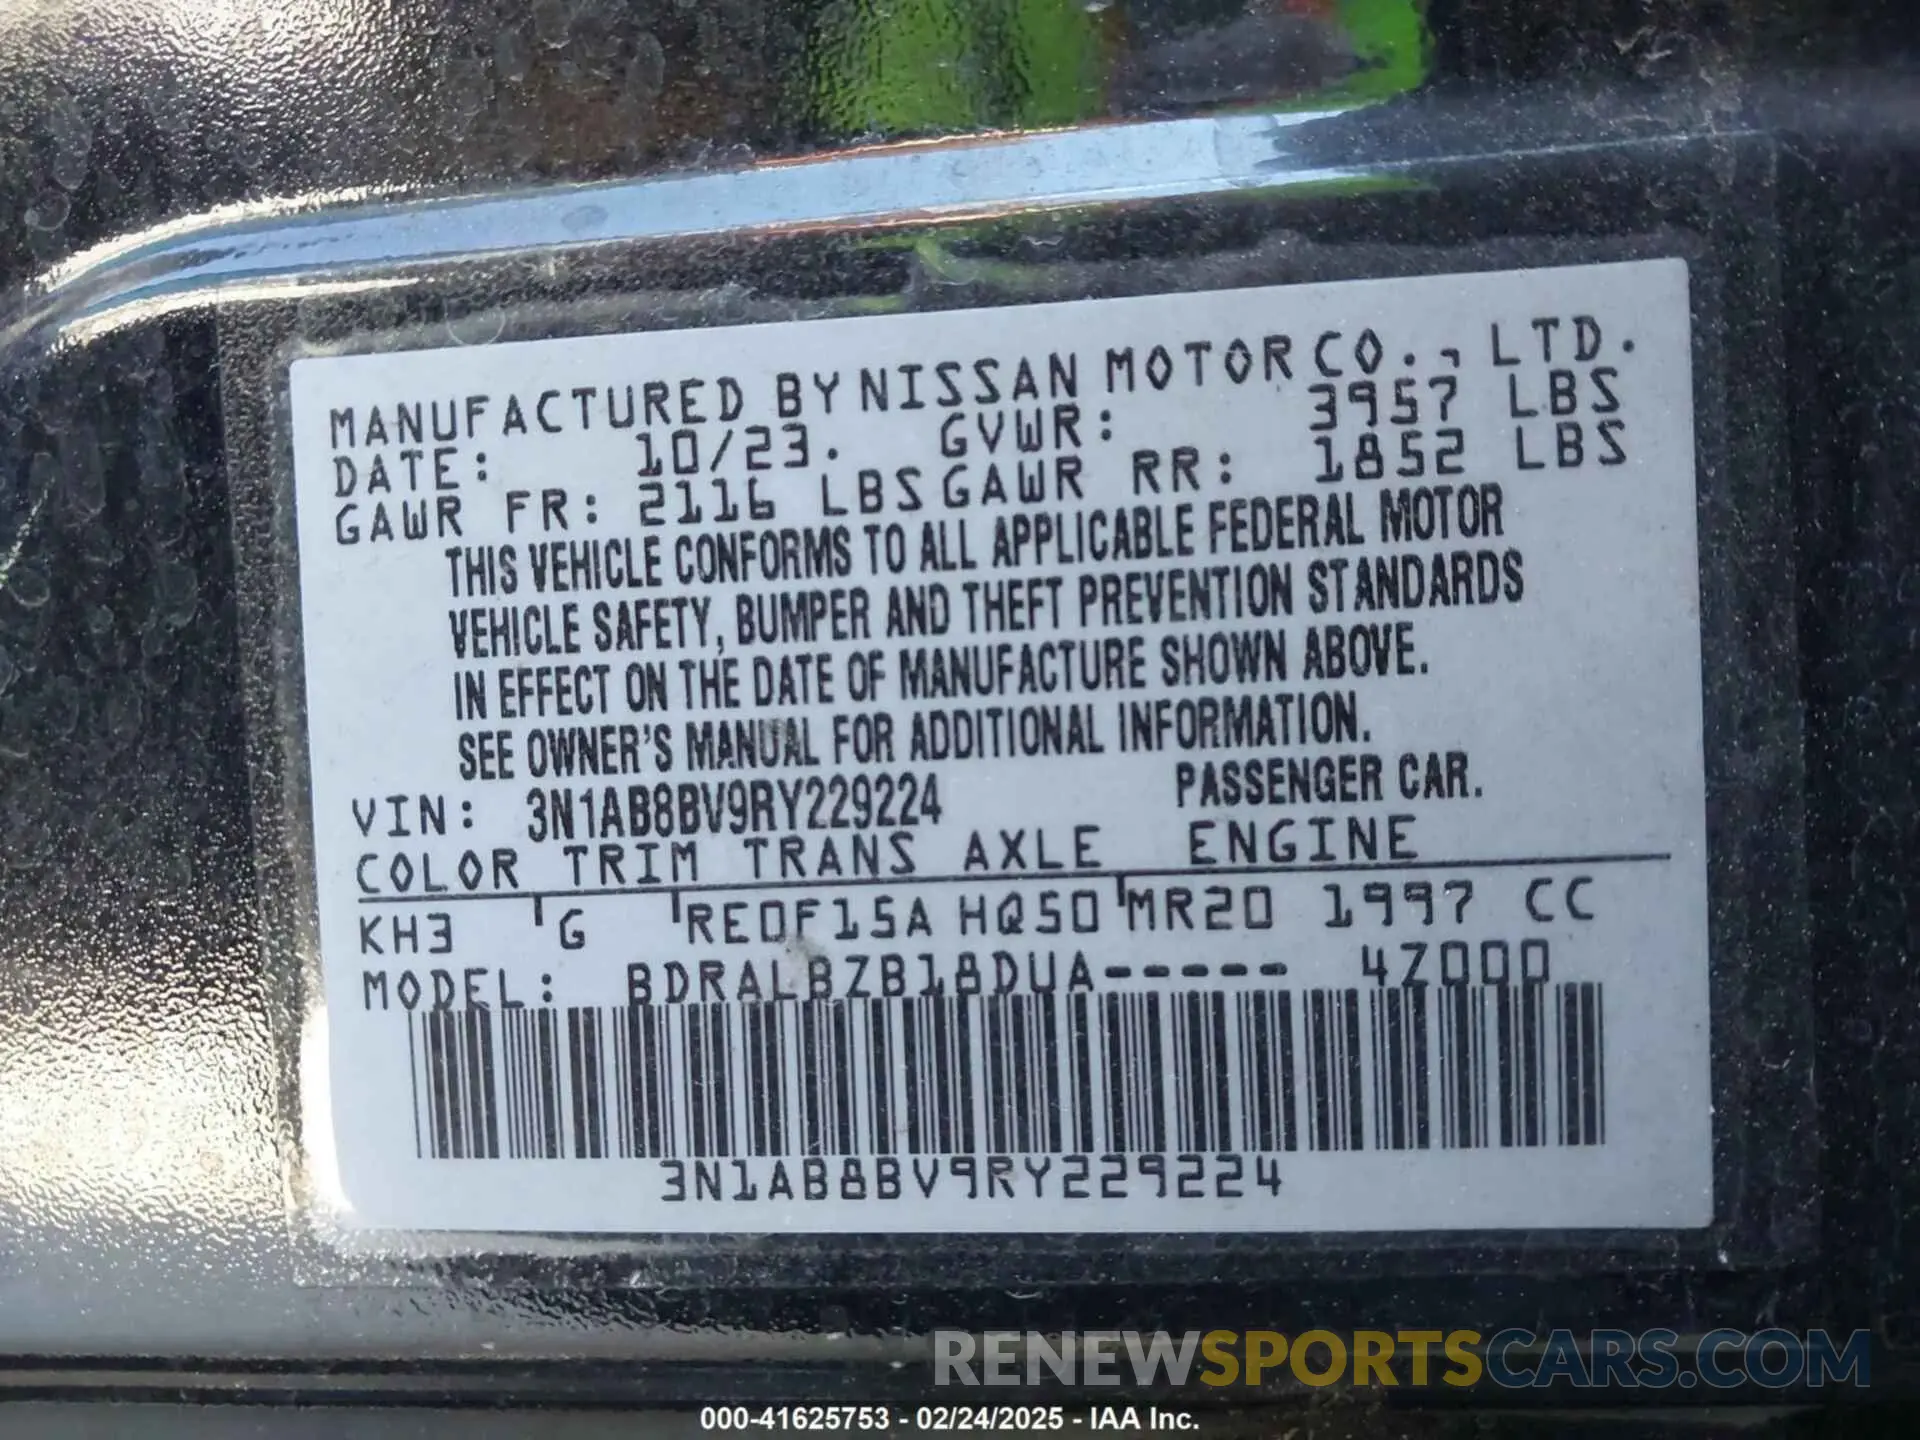 MANUFACTURED BY NISSAN MOTOR CO., LTD.
DATE: 10/23. GVWR: 3957 LBS
GAWR FR: 2116 LBS GAWR RR: 1852 LBS
THIS VEHICLE CONFORMS TO ALL APPLICABLE FEDERAL MOTOR
VEHICLE SAFETY, BUMPER AND THEFT PREVENTION STANDARDS
IN EFFECT ON THE DATE OF MANUFACTURE SHOWN ABOVE.
SEE OWNER'S MANUAL FOR ADDITIONAL INFORMATION.
VIN: 3N1AB8BV9RY229224 PASSENGER CAR.
COLOR TRIM TRANS AXLE ENGINE
KH3 G RE0F15A HQ50 MR20 1997 CC
MODEL: BDRALBZB18DUA----- 4Z000
3N1AB8BV9RY229224
RENEWSPORTSCARS.COM
000-41625753 - 02/24/2025 - IAA Inc.